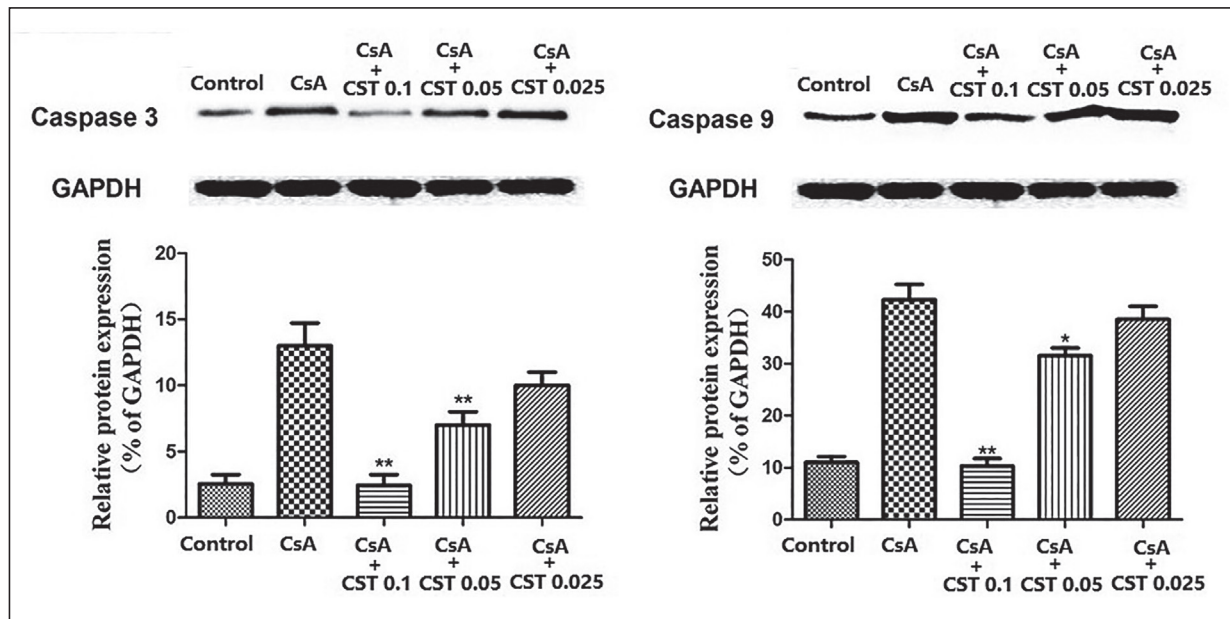 Control
CsA
CsA
+
CST 0.1
CsA
+
CST 0.05
CsA
+
CST 0.025
Caspase 3
GAPDH
20
15
10
5
0
Relative protein expression
(% of GAPDH)
**
**
Control
CsA
CsA
+
CST 0.1
CsA
+
CST 0.05
CsA
+
CST 0.025
Control
CsA
CsA
+
CST 0.1
CsA
+
CST 0.05
CsA
+
CST 0.025
Caspase 9
GAPDH
50
40
30
20
10
0
Relative protein expression
(% of GAPDH)
**
*
Control
CsA
CsA
+
CST 0.1
CsA
+
CST 0.05
CsA
+
CST 0.025